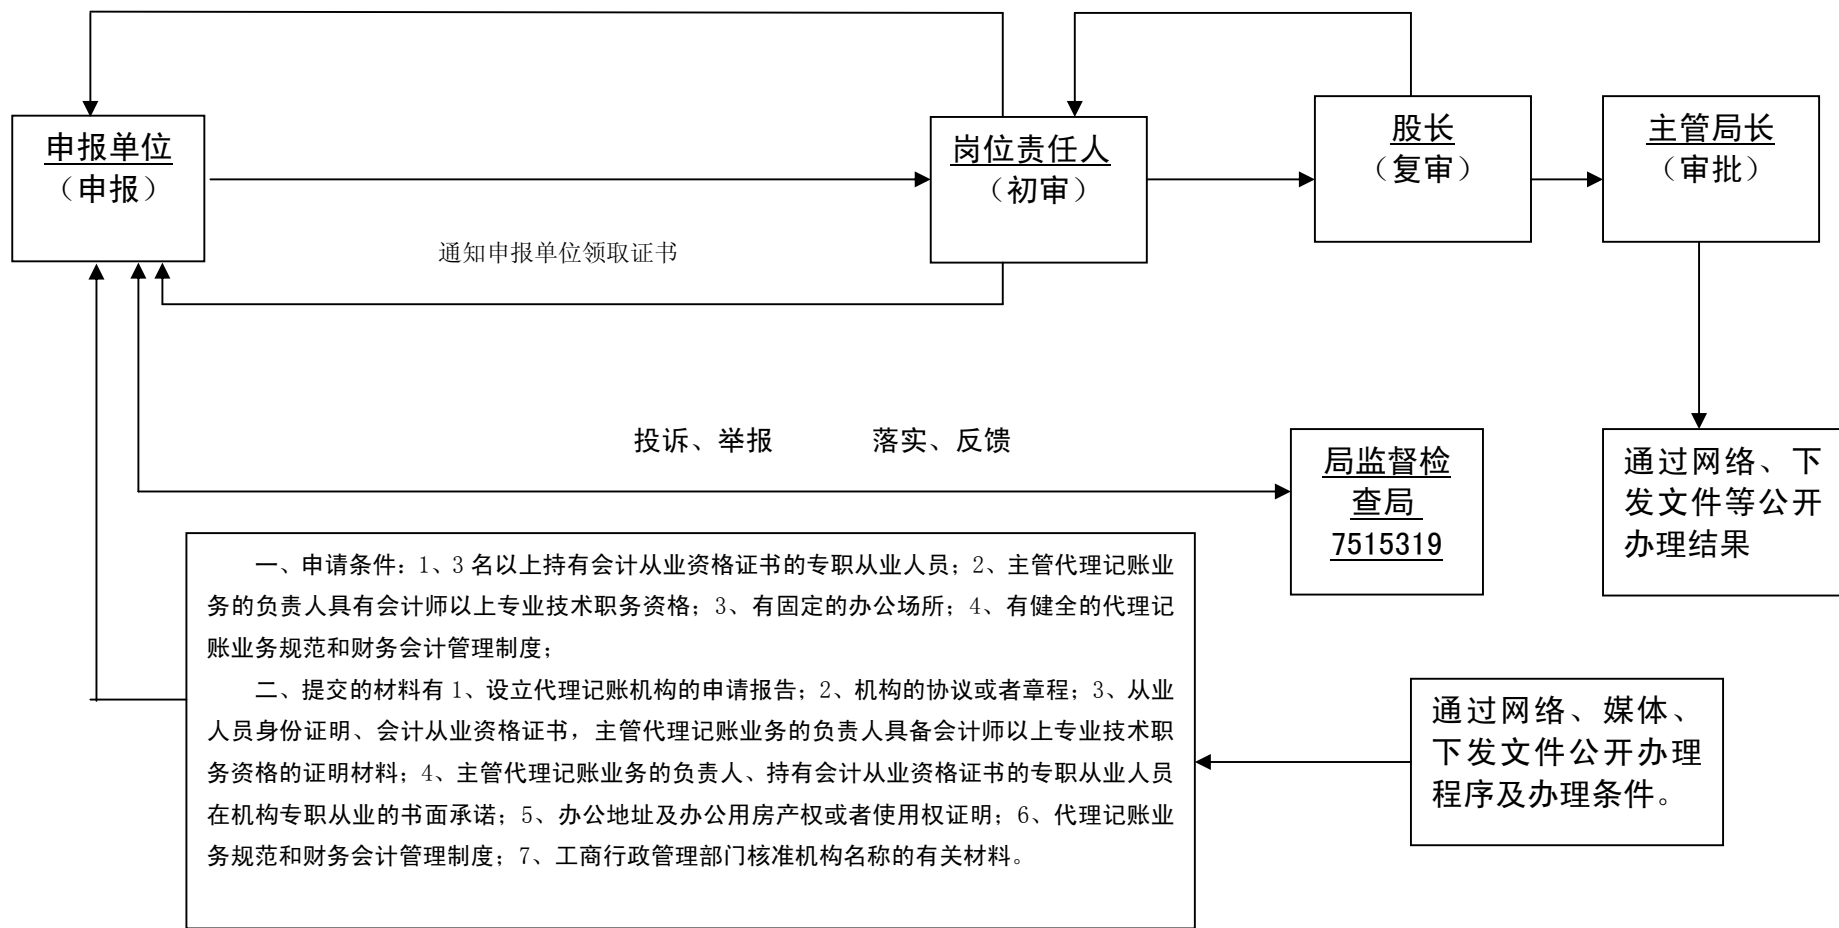 申报单位
（申报）
岗位责任人
（初审）
股长
（复审）
主管局长
（审批）
通知申报单位领取证书
投诉、举报 落实、反馈
局监督检
查局
7515319
通过网络、下
发文件等公开
办理结果
一、申请条件：1、3 名以上持有会计从业资格证书的专职从业人员；2、主管代理记账业
务的负责人具有会计师以上专业技术职务资格；3、有固定的办公场所；4、有健全的代理记
账业务规范和财务会计管理制度；
二、提交的材料有 1、设立代理记账机构的申请报告；2、机构的协议或者章程；3、从业
人员身份证明、会计从业资格证书，主管代理记账业务的负责人具备会计师以上专业技术职
务资格的证明材料；4、主管代理记账业务的负责人、持有会计从业资格证书的专职从业人员
在机构专职从业的书面承诺；5、办公地址及办公用房产权或者使用权证明；6、代理记账业
务规范和财务会计管理制度；7、工商行政管理部门核准机构名称的有关材料。
通过网络、媒体、
下发文件公开办理
程序及办理条件。